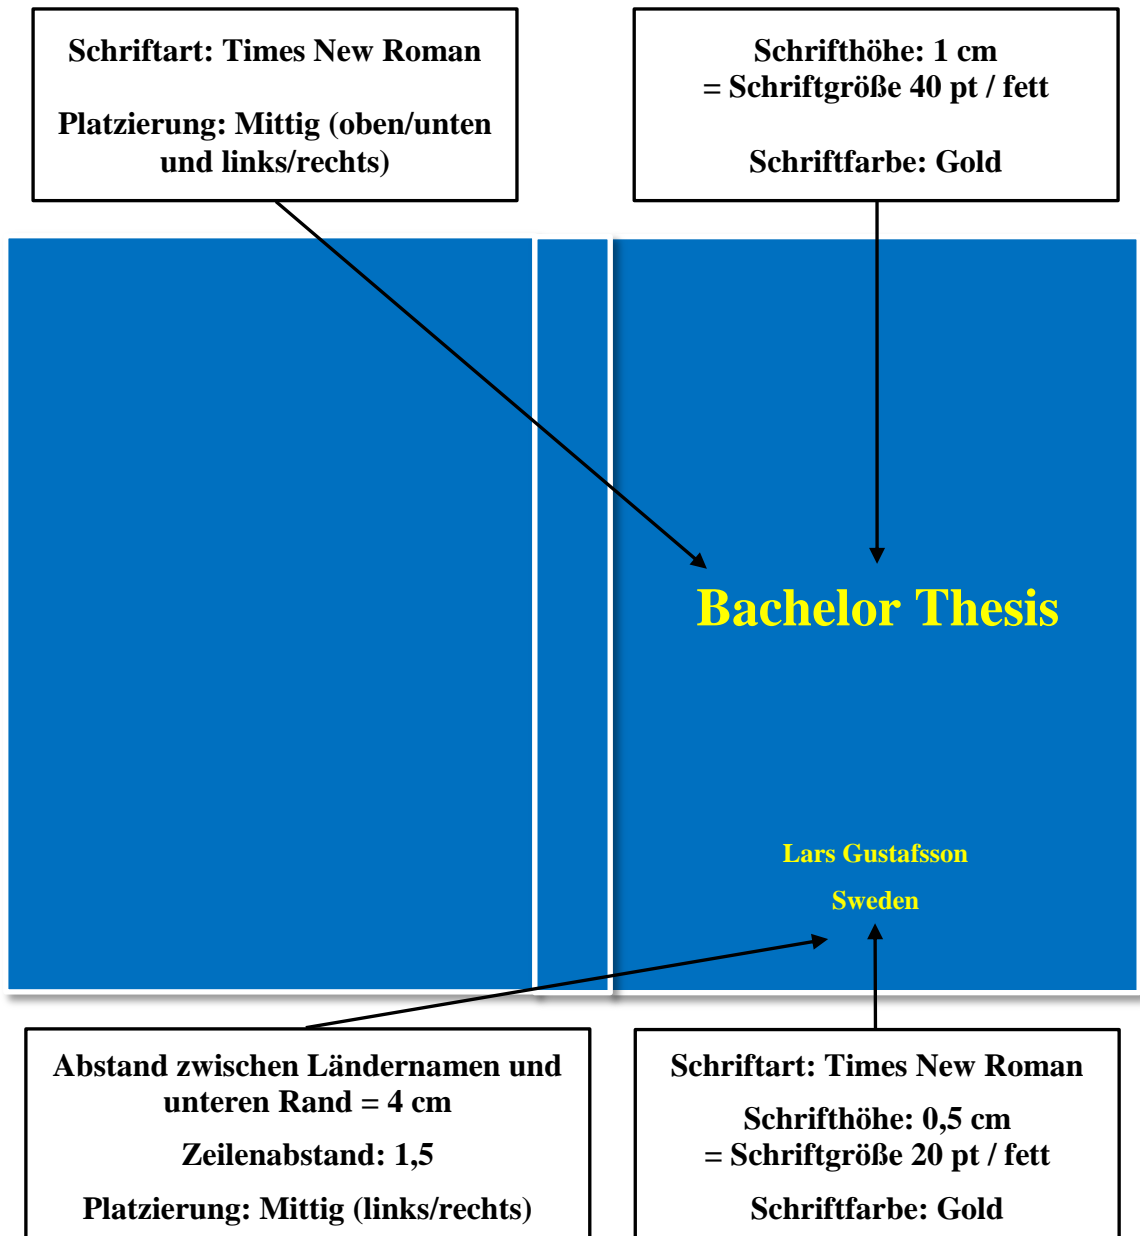 Schriftart: Times New Roman
Platzierung: Mittig (oben/unten
und links/rechts)
Schrifthöhe: 1 cm
= Schriftgröße 40 pt / fett
Schriftfarbe: Gold
Bachelor Thesis
Lars Gustafsson
Sweden
Abstand zwischen Ländernamen und
unteren Rand = 4 cm
Zeilenabstand: 1,5
Platzierung: Mittig (links/rechts)
Schriftart: Times New Roman
Schrifthöhe: 0,5 cm
= Schriftgröße 20 pt / fett
Schriftfarbe: Gold